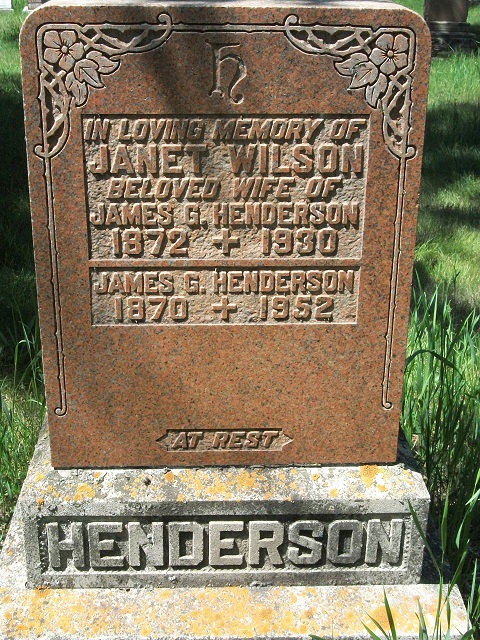 H
IN LOVING MEMORY OF
JANET WILSON
BELOVED WIFE OF
JAMES G. HENDERSON
1872 + 1930
JAMES G. HENDERSON
1870 + 1952
AT REST
HENDERSON